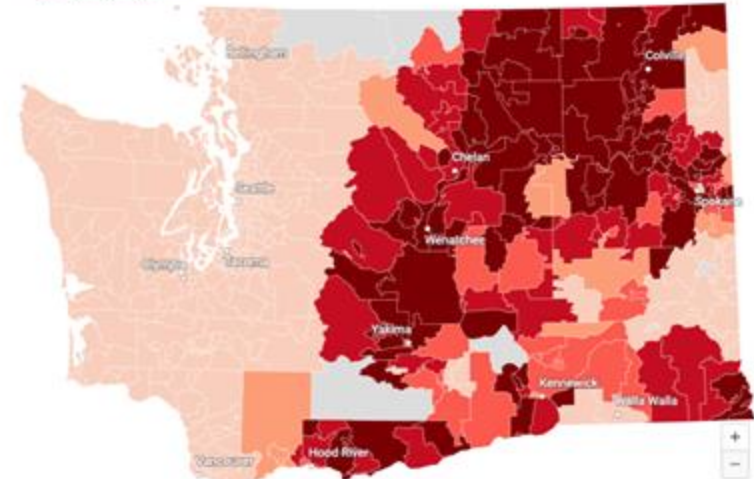 Bellingham
Colville
Chelan
Seattle
Spokane
Wenatchee
Olympia
Tacoma
Yakima
Kennewick
Walla Walla
Hood River
Vancouver
+
−